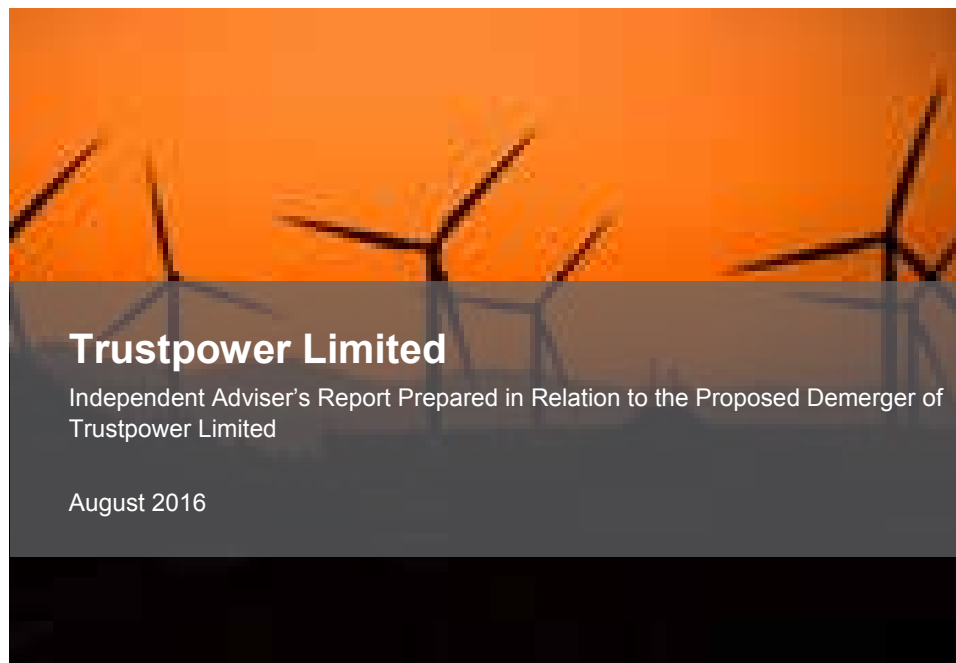 Trustpower Limited
Independent Adviser’s Report Prepared in Relation to the Proposed Demerger of
Trustpower Limited
August 2016